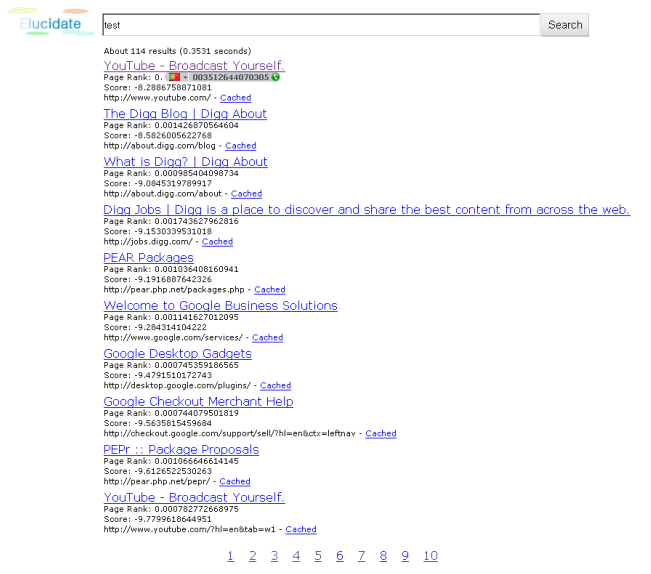 Elucidate
test
Search
About 114 results (0.3531 seconds)
YouTube - Broadcast Yourself.
Page Rank: 0. 003512644070305
Score: -8.2886758871081
http://www.youtube.com/ - Cached
The Digg Blog | Digg About
Page Rank: 0.001426870564604
Score: -8.5826005622768
http://about.digg.com/blog - Cached
What is Digg? | Digg About
Page Rank: 0.000985404098734
Score: -9.0845319789917
http://about.digg.com/about - Cached
Digg Jobs | Digg is a place to discover and share the best content from across the web.
Page Rank: 0.001743627962816
Score: -9.1530339531018
http://jobs.digg.com/ - Cached
PEAR Packages
Page Rank: 0.001036408160941
Score: -9.1916887642326
http://pear.php.net/packages.php - Cached
Welcome to Google Business Solutions
Page Rank: 0.001141627012095
Score: -9.284314104222
http://www.google.com/services/ - Cached
Google Desktop Gadgets
Page Rank: 0.000745359186565
Score: -9.4791510172743
http://desktop.google.com/plugins/ - Cached
Google Checkout Merchant Help
Page Rank: 0.000744079501819
Score: -9.5635815459684
http://checkout.google.com/support/sell/?hl=en&ctx=leftnav - Cached
PEPr :: Package Proposals
Page Rank: 0.001066646614145
Score: -9.6126522530263
http://pear.php.net/pepr/ - Cached
YouTube - Broadcast Yourself.
Page Rank: 0.000782772668975
Score: -9.7799618644951
http://www.youtube.com/?hl=en&tab=w1 - Cached
1 2 3 4 5 6 7 8 9 10